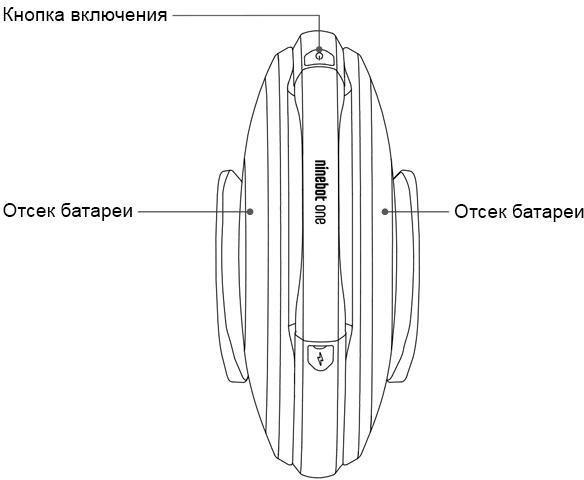 Кнопка включения
ninebot one
Отсек батареи
Отсек батареи